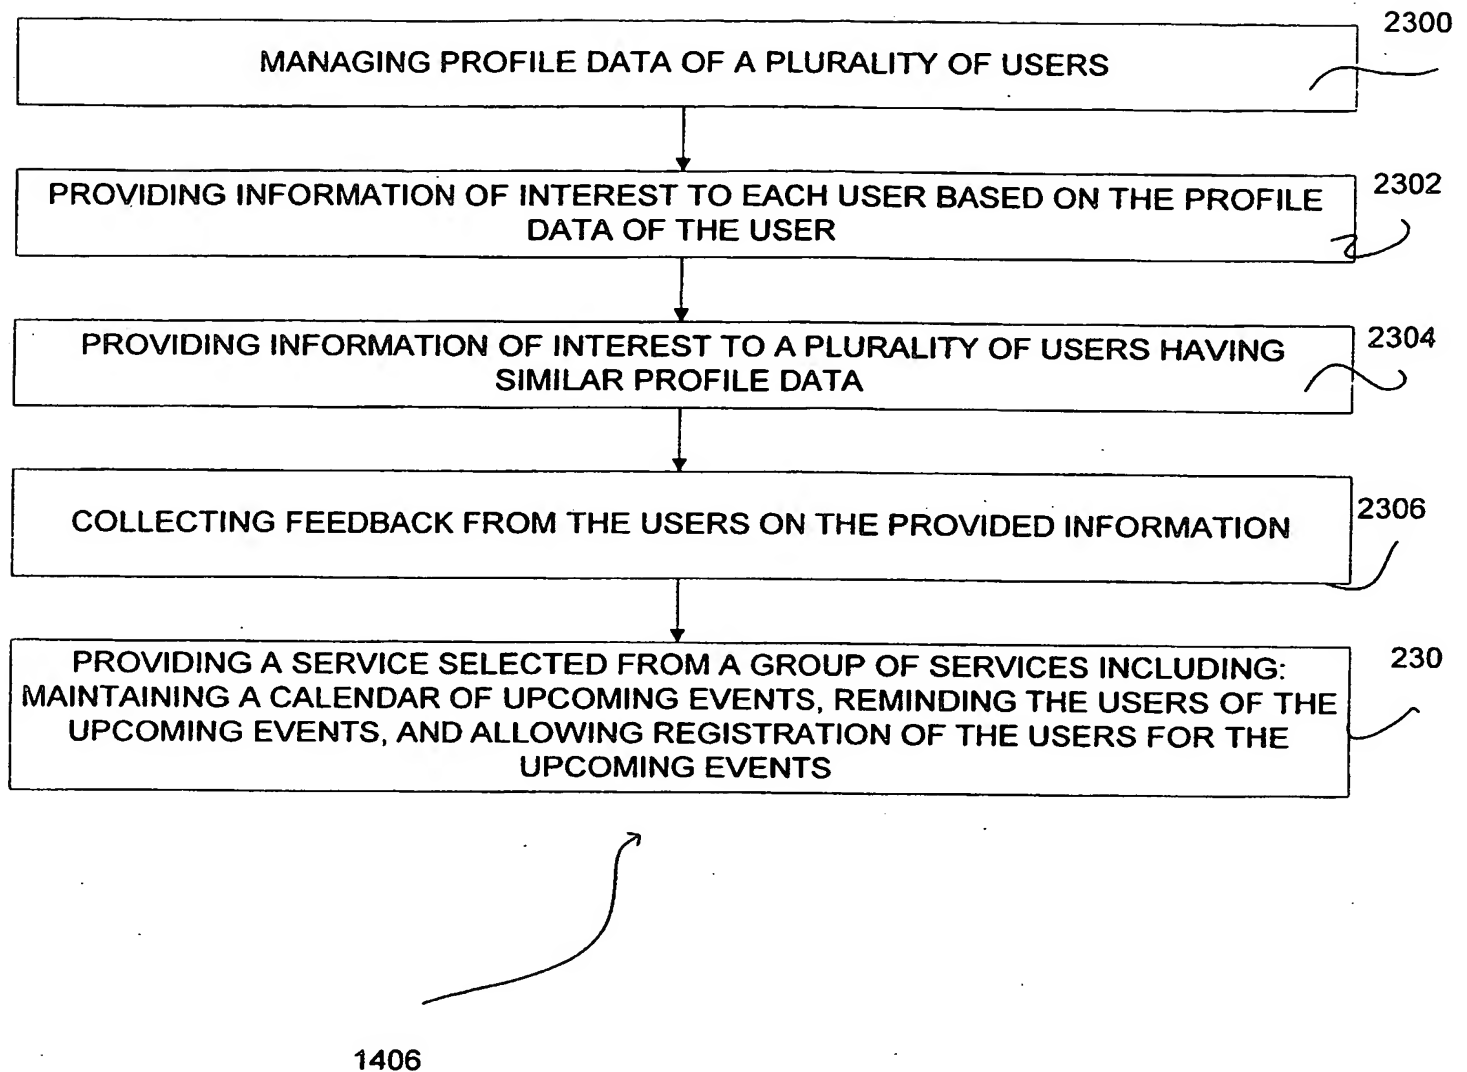 2300
MANAGING PROFILE DATA OF A PLURALITY OF USERS
2302
PROVIDING INFORMATION OF INTEREST TO EACH USER BASED ON THE PROFILE
DATA OF THE USER
2304
PROVIDING INFORMATION OF INTEREST TO A PLURALITY OF USERS HAVING
SIMILAR PROFILE DATA
2306
COLLECTING FEEDBACK FROM THE USERS ON THE PROVIDED INFORMATION
230
PROVIDING A SERVICE SELECTED FROM A GROUP OF SERVICES INCLUDING:
MAINTAINING A CALENDAR OF UPCOMING EVENTS, REMINDING THE USERS OF THE
UPCOMING EVENTS, AND ALLOWING REGISTRATION OF THE USERS FOR THE
UPCOMING EVENTS
1406